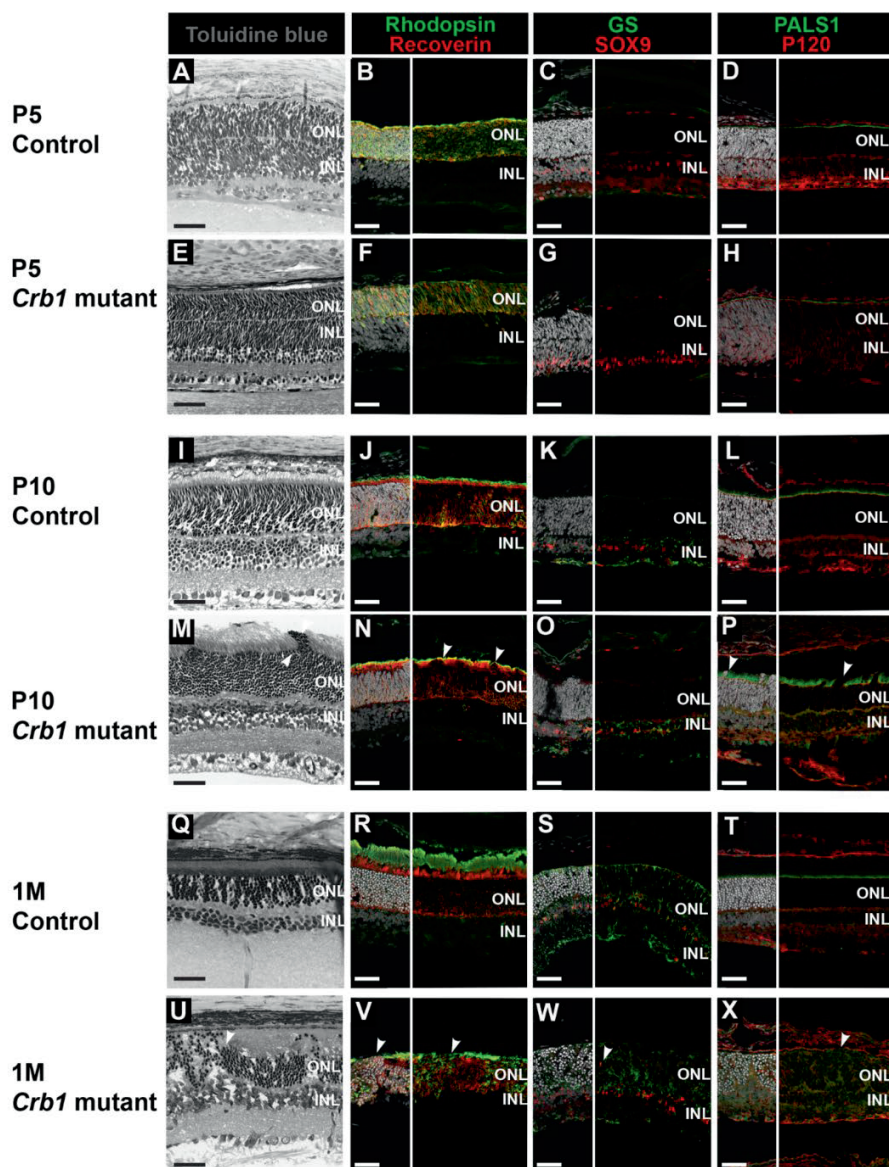 Toluidine blue
Rhodopsin
Recoverin
GS
SOX9
PALS1
P120
P5
Control
A
ONL
INL
B
ONL
INL
C
ONL
INL
D
ONL
INL
P5
Crb1 mutant
E
ONL
INL
F
ONL
INL
G
ONL
INL
H
ONL
INL
P10
Control
I
ONL
INL
J
ONL
INL
K
ONL
INL
L
ONL
INL
P10
Crb1 mutant
M
ONL
INL
N
ONL
INL
O
ONL
INL
P
ONL
INL
1M
Control
Q
ONL
INL
R
ONL
INL
S
ONL
INL
T
ONL
INL
1M
Crb1 mutant
U
ONL
INL
V
ONL
INL
W
ONL
INL
X
ONL
INL